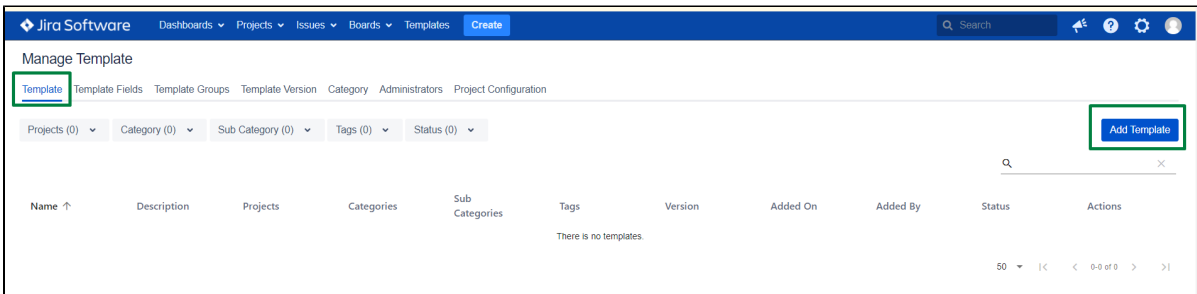 Jira Software Dashboards Projects Issues Boards Templates Create Search
Manage Template
Template Template Fields Template Groups Template Version Category Administrators Project Configuration
Projects (0) Category (0) Sub Category (0) Tags (0) Status (0) Add Template
Name Description Projects Categories Sub Categories Tags Version Added On Added By Status Actions
There is no templates.
50 0-0 of 0